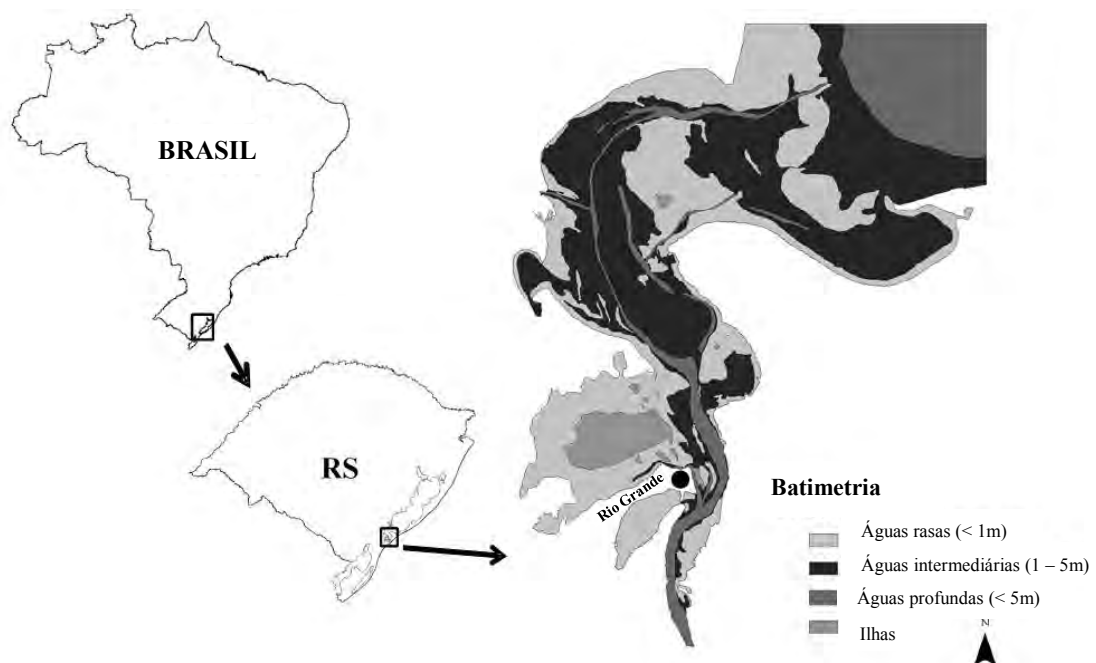 BRASIL
RS
Rio Grande
Batimetria
Águas rasas (< 1m)
Águas intermediárias (1 – 5m)
Águas profundas (< 5m)
Ilhas
N